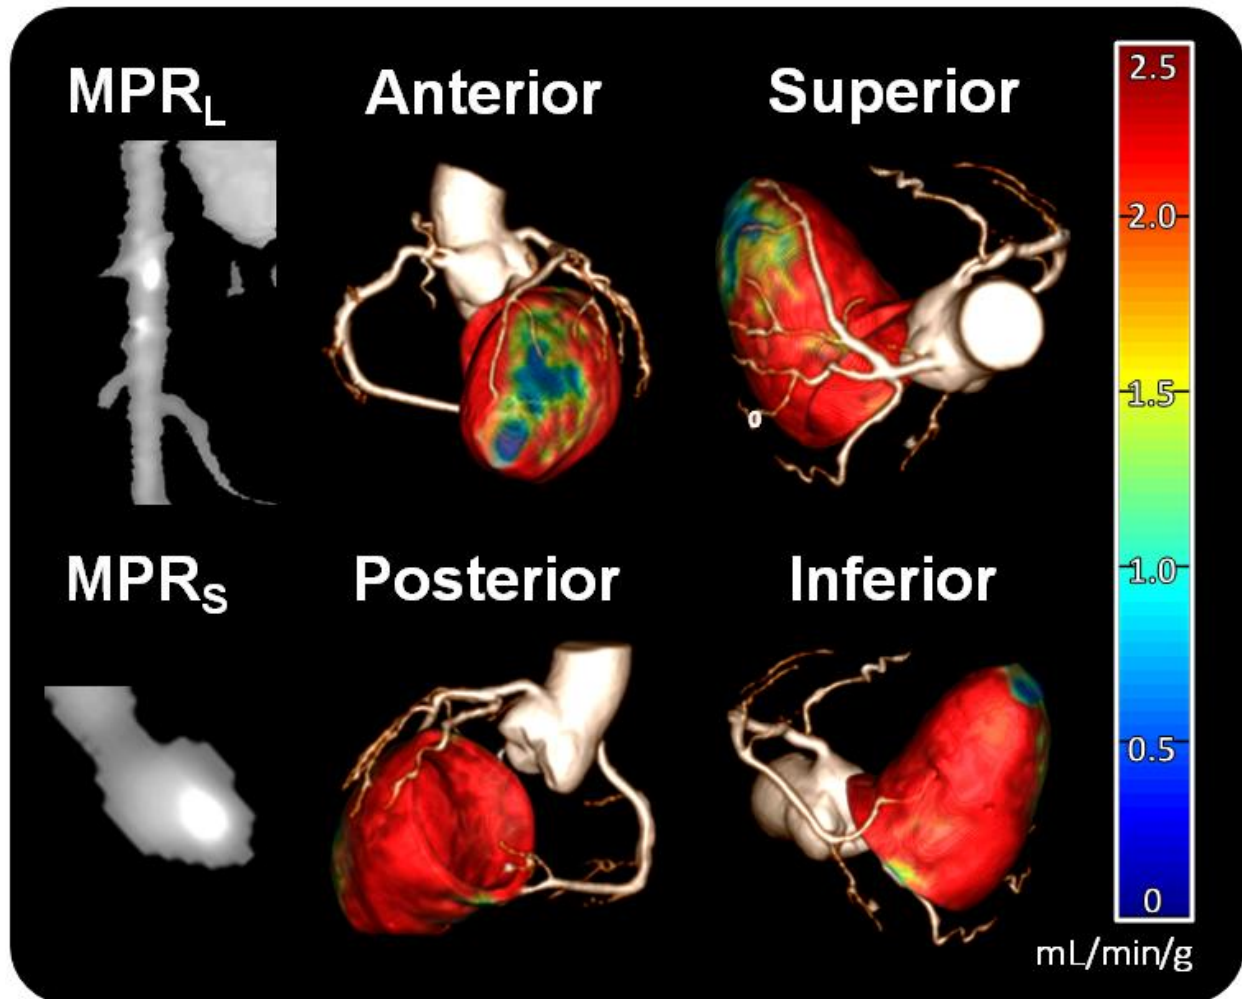 MPRL
Anterior
Superior
MPRS
Posterior
Inferior
2.5
2.0
1.5
1.0
0.5
0
mL/min/g